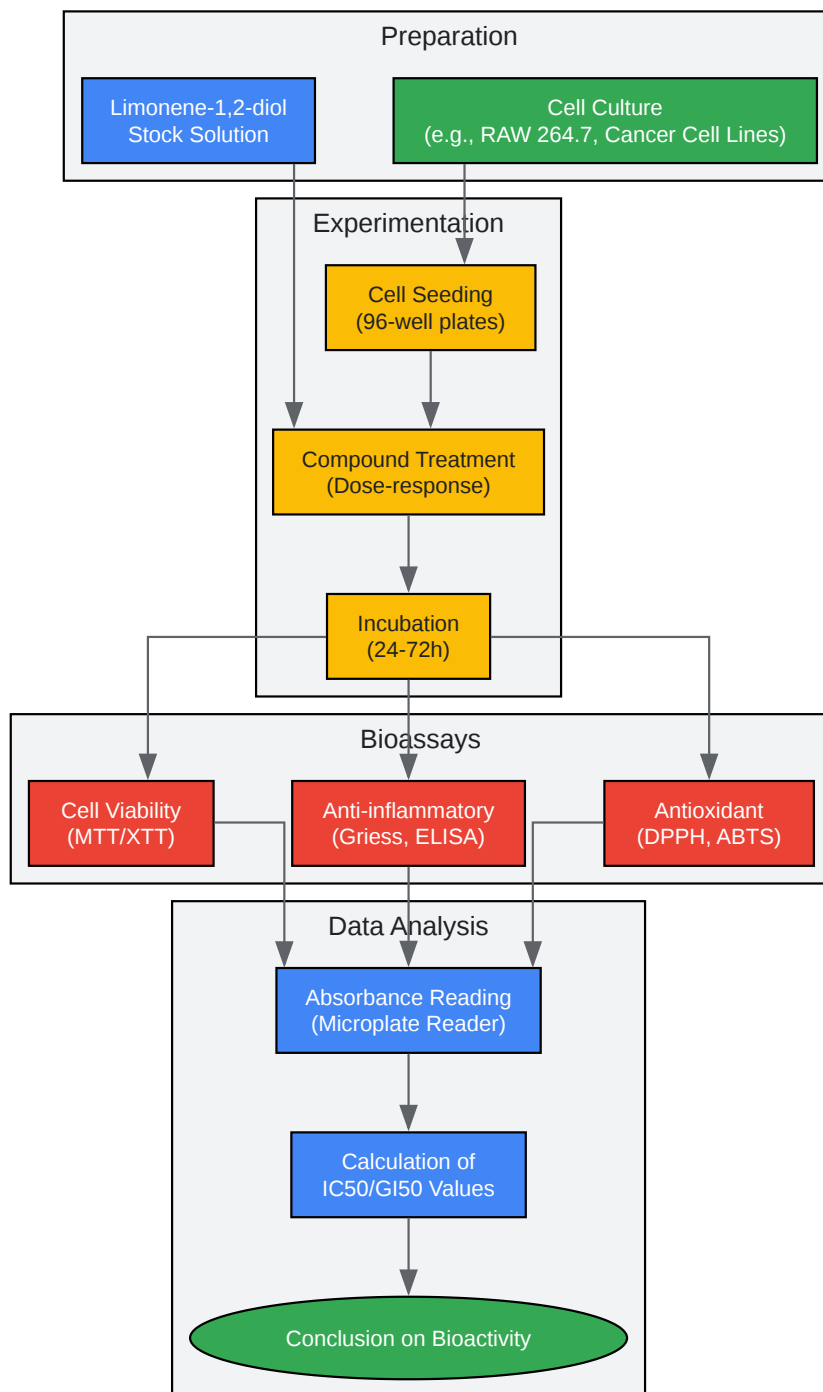 Preparation
Limonene-1,2-diol
Stock Solution
Cell Culture
(e.g., RAW 264.7, Cancer Cell Lines)
Experimentation
Cell Seeding
(96-well plates)
Compound Treatment
(Dose-response)
Incubation
(24-72h)
Bioassays
Cell Viability
(MTT/XTT)
Anti-inflammatory
(Griess, ELISA)
Antioxidant
(DPPH, ABTS)
Data Analysis
Absorbance Reading
(Microplate Reader)
Calculation of
IC50/GI50 Values
Conclusion on Bioactivity